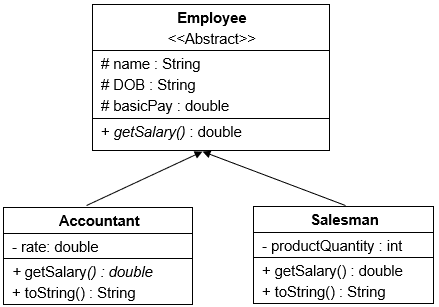 Employee
<<Abstract>>
# name : String
# DOB : String
# basicPay : double
+ getSalary() : double
Accountant
- rate: double
+ getSalary() : double
+ toString() : String
Salesman
- productQuantity : int
+ getSalary() : double
+ toString() : String